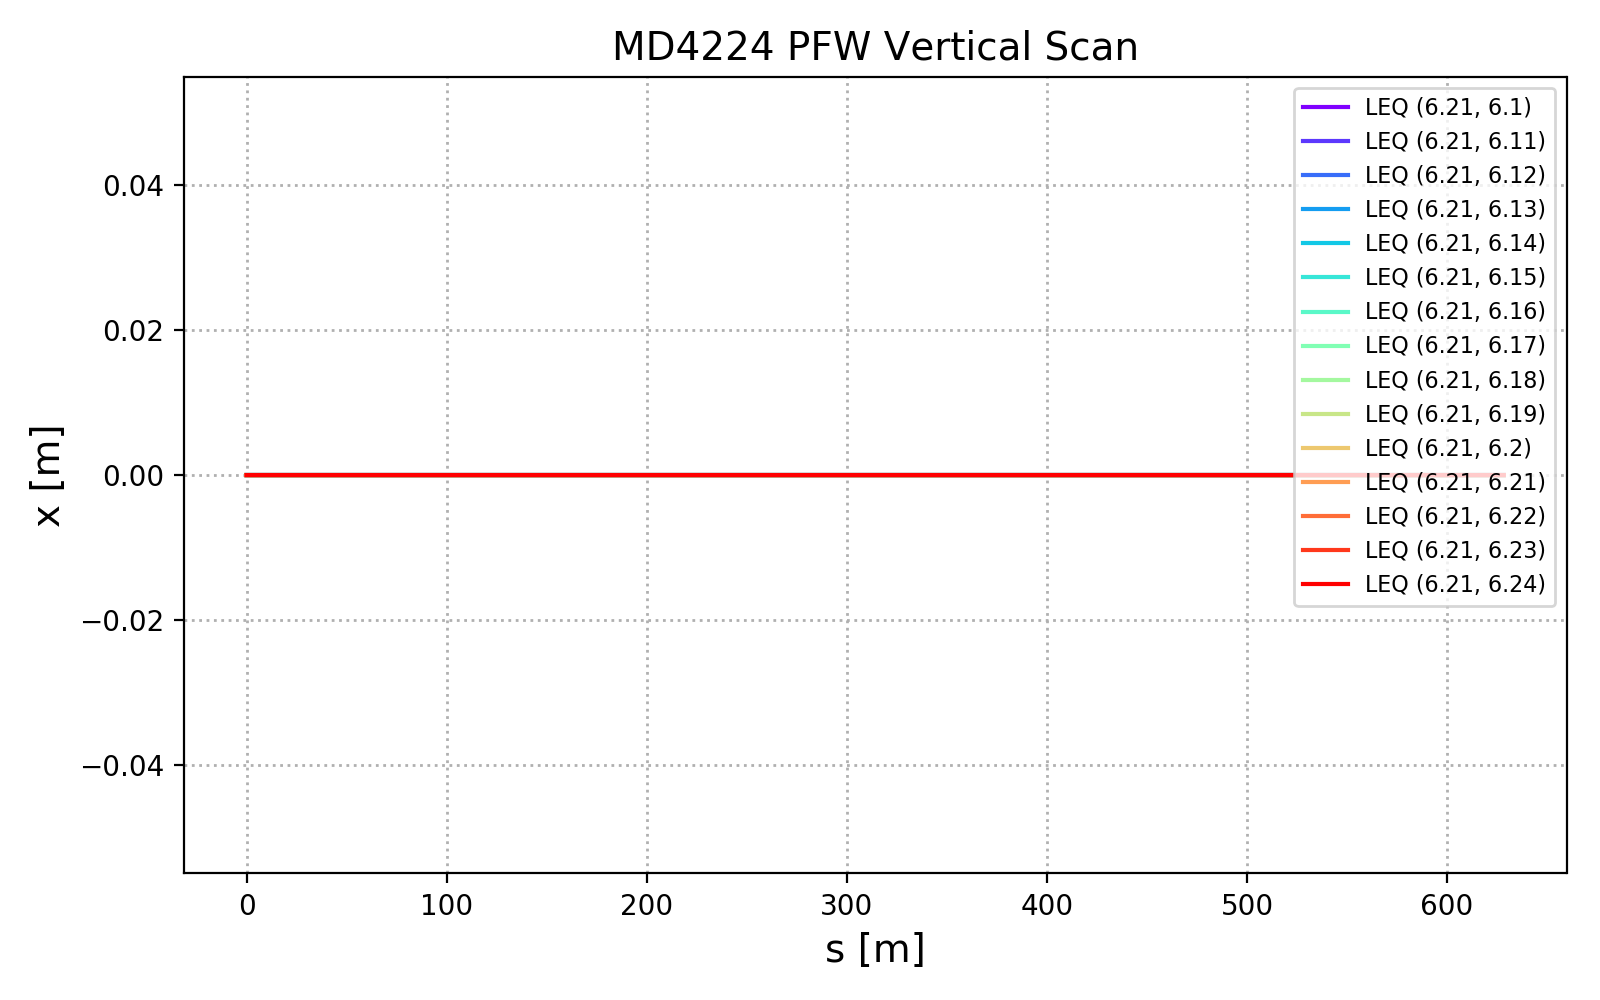 MD4224 PFW Vertical Scan
LEQ (6.21, 6.1)
LEQ (6.21, 6.11)
LEQ (6.21, 6.12)
LEQ (6.21, 6.13)
LEQ (6.21, 6.14)
LEQ (6.21, 6.15)
LEQ (6.21, 6.16)
LEQ (6.21, 6.17)
LEQ (6.21, 6.18)
LEQ (6.21, 6.19)
LEQ (6.21, 6.2)
LEQ (6.21, 6.21)
LEQ (6.21, 6.22)
LEQ (6.21, 6.23)
LEQ (6.21, 6.24)
0.04
0.02
0.00
−0.02
−0.04
x [m]
0 100 200 300 400 500 600
s [m]